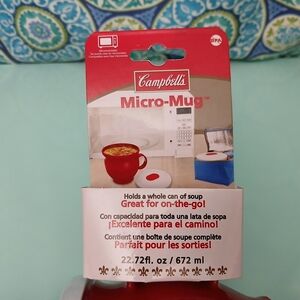 Campbell's
Micro-Mug™
Holds a whole can of soup
Great for on-the-go!
Con capacidad para toda una lata de sopa
¡Excelente para el camino!
Contient une boîte de soupe complète
Parfait pour les sorties!
22.72fl. oz / 672 ml